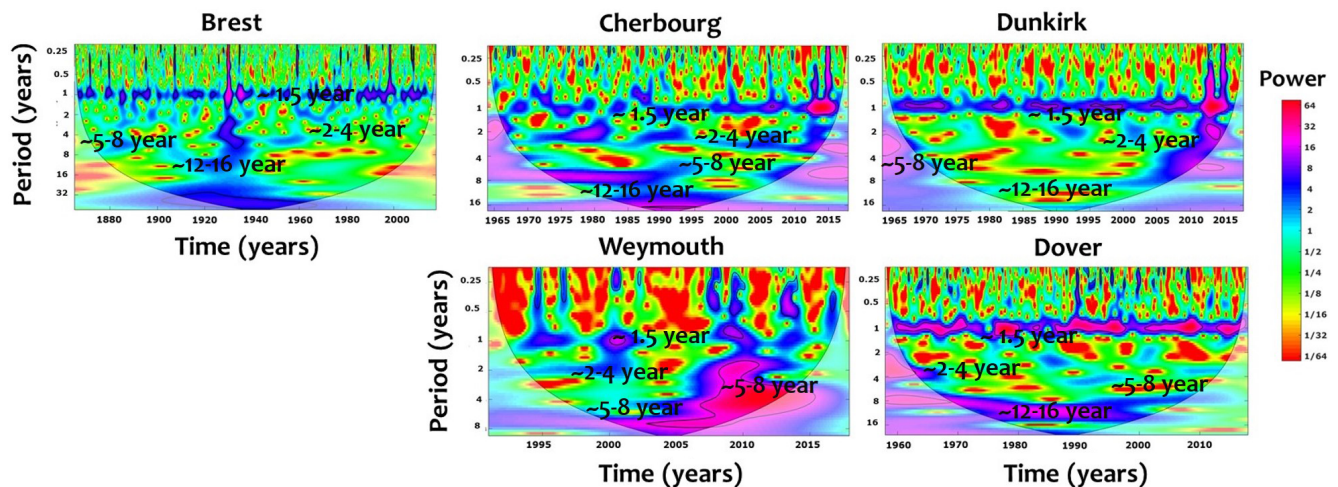 Brest
Period (years)
0.25
0.5
1
2
4
8
16
32
~1.5 year
~5-8 year
~2-4 year
~12-16 year
1880 1900 1920 1940 1960 1980 2000
Time (years)
Cherbourg
0.25
0.5
1
2
4
8
16
~ 1.5 year
~2-4 year
~5-8 year
~12-16 year
1965 1970 1975 1980 1985 1990 1995 2000 2005 2010 2015
Time (years)
Dunkirk
0.25
0.5
1
2
4
8
16
~ 1.5 year
~2-4 year
~5-8 year
~12-16 year
1965 1970 1975 1980 1985 1990 1995 2000 2005 2010 2015
Time (years)
Weymouth
Period (years)
0.25
0.5
1
2
4
8
~ 1.5 year
~2-4 year
~5-8 year
~5-8 year
1995 2000 2005 2010 2015
Time (years)
Dover
0.25
0.5
1
2
4
8
16
~ 1.5 year
~2-4 year
~5-8 year
~12-16 year
1960 1970 1980 1990 2000 2010
Time (years)
Power
64
32
16
8
4
2
1
1/2
1/4
1/8
1/16
1/32
1/64